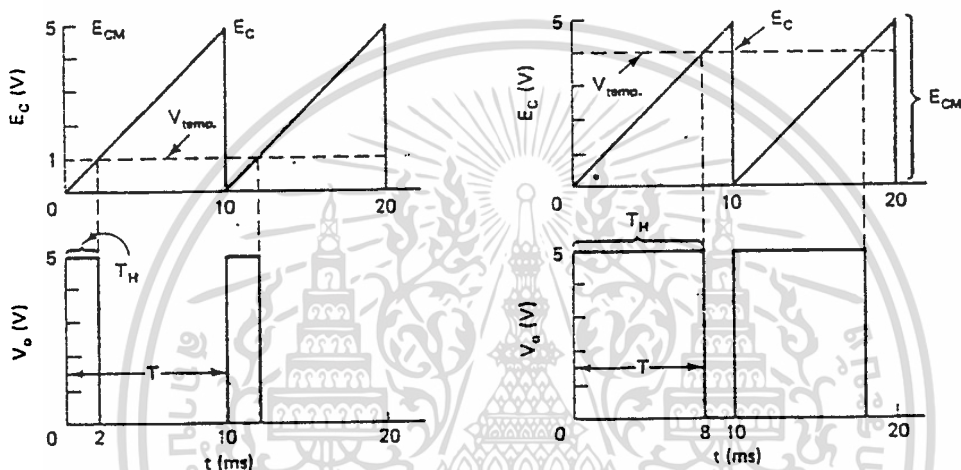 5
E_CM
E_C
E_C (V)
V_temp.
1
0
10
20
5
T_H
V_o (V)
T
0
2
10
20
t (ms)
5
E_C
V_temp.
E_C (V)
E_CM
0
10
20
T_H
5
V_o (V)
T
0
8
10
20
t (ms)